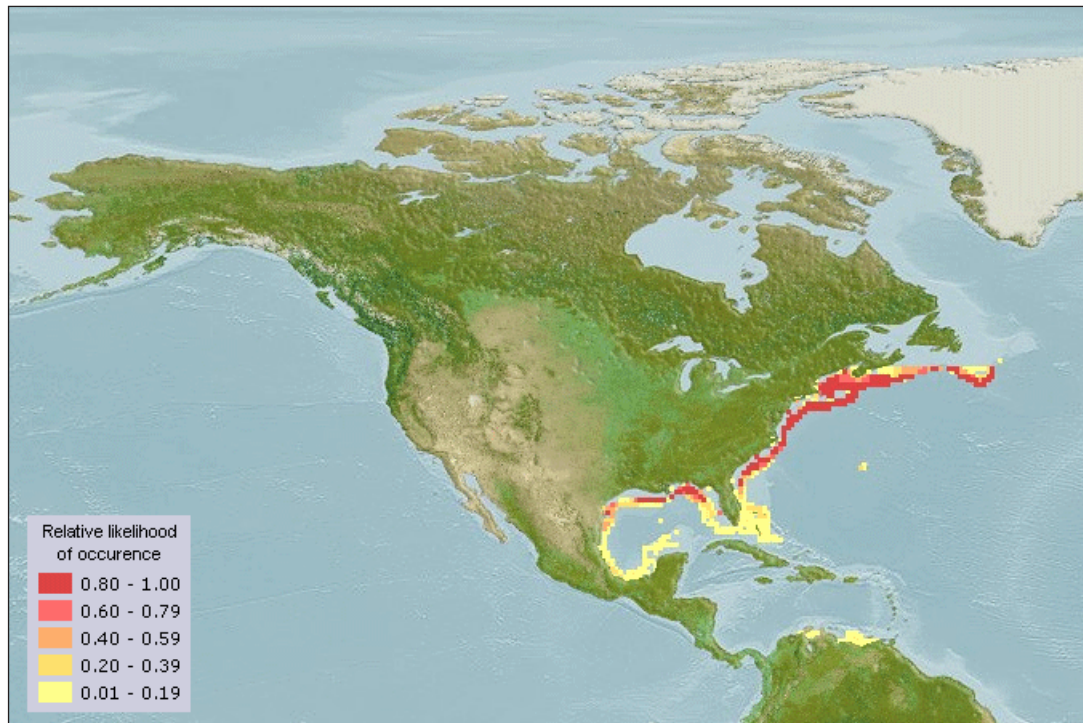 Relative likelihood
of occurence
0.80 - 1.00
0.60 - 0.79
0.40 - 0.59
0.20 - 0.39
0.01 - 0.19